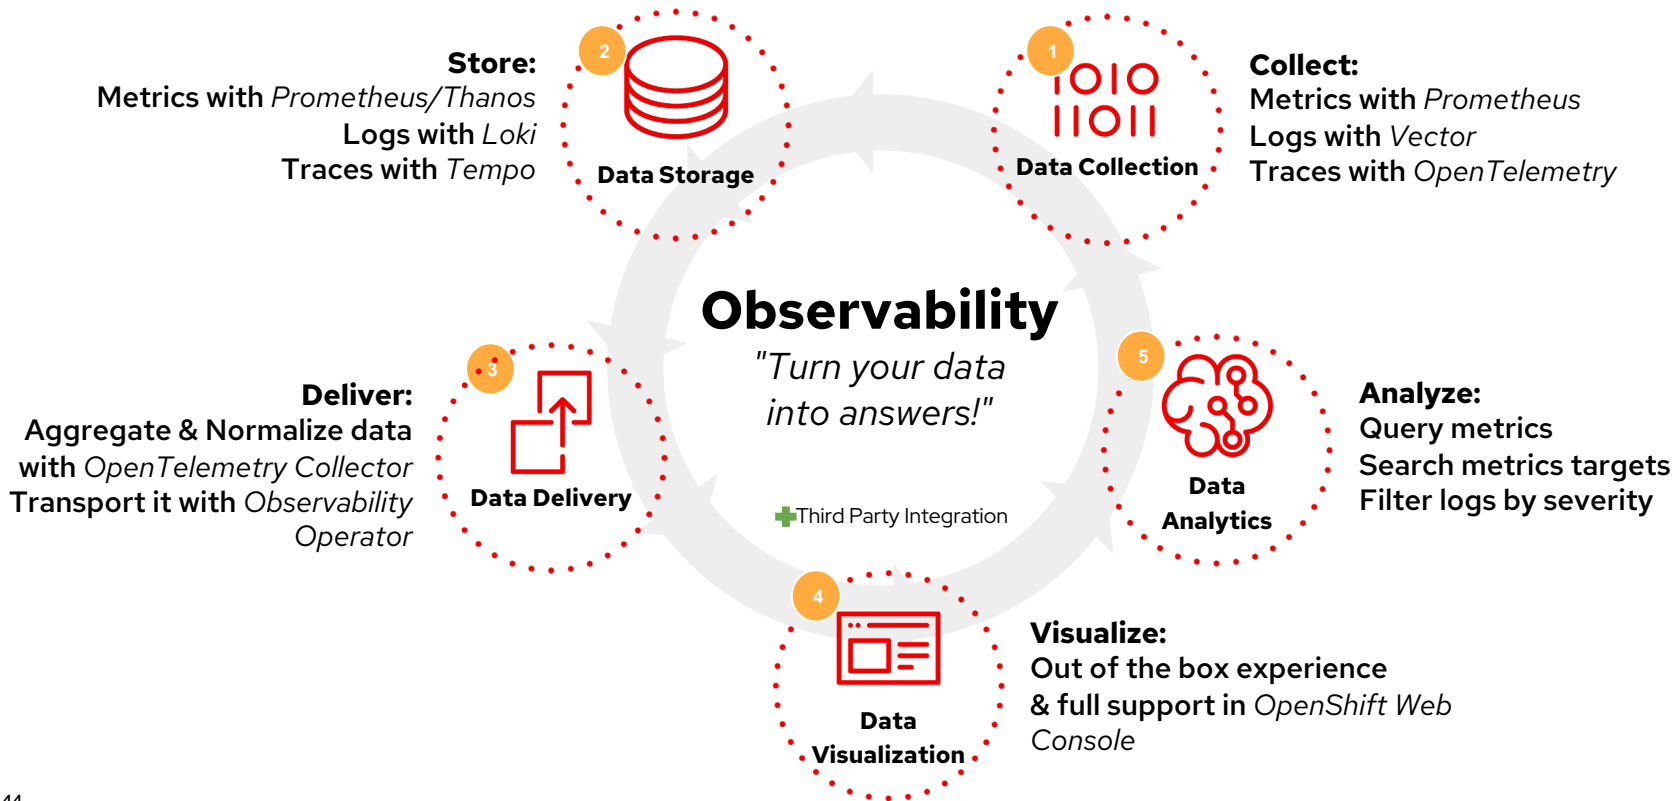 1
1010
11011
Data Collection
Collect:
Metrics with Prometheus
Logs with Vector
Traces with OpenTelemetry
2
Data Storage
Store:
Metrics with Prometheus/Thanos
Logs with Loki
Traces with Tempo
Observability
"Turn your data
into answers!"
Third Party Integration
3
Data Delivery
Deliver:
Aggregate & Normalize data
with OpenTelemetry Collector
Transport it with Observability
Operator
4
Data
Visualization
Visualize:
Out of the box experience
& full support in OpenShift Web
Console
5
Data
Analytics
Analyze:
Query metrics
Search metrics targets
Filter logs by severity